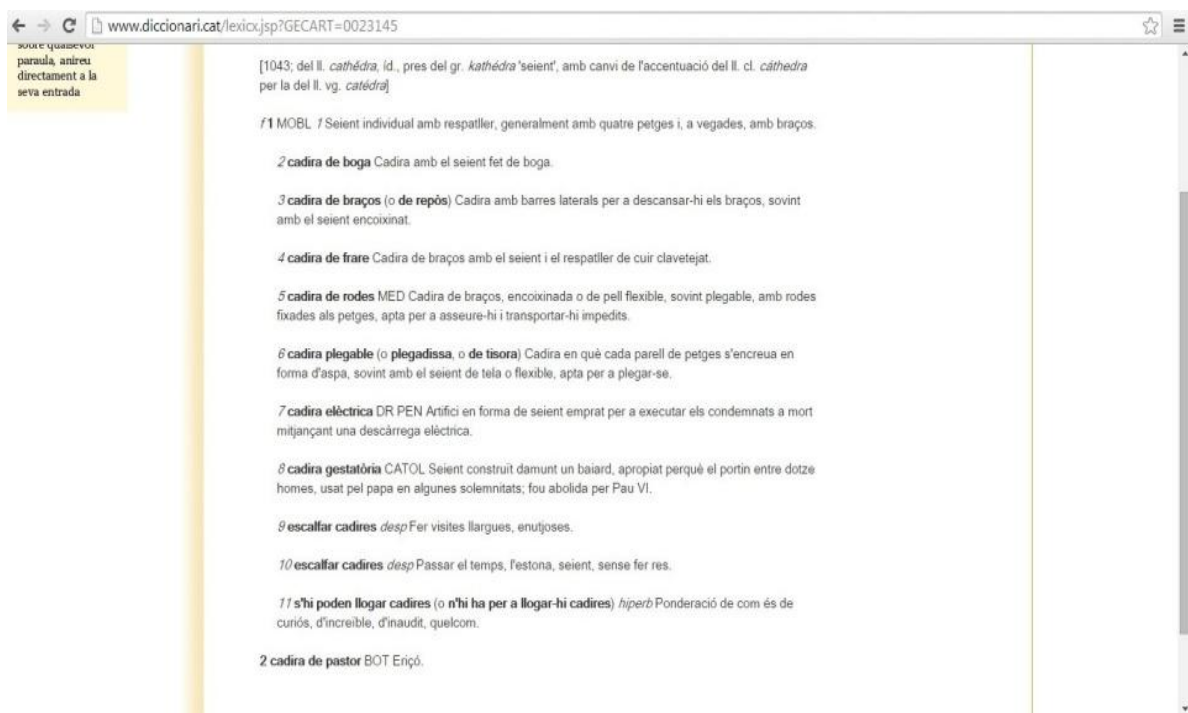 www.diccionari.cat/lexicx.jsp?GECART=0023145
sobre qualsevol
paraula, anireu
directament a la
seva entrada
[1043; del ll. cathĕdra, íd., pres del gr. kathédra 'seient', amb canvi de l'accentuació del ll. cl. cáthedra
per la del ll. vg. catédra]
f 1 MOBL 1 Seient individual amb respatller, generalment amb quatre petges i, a vegades, amb braços.
2 cadira de boga Cadira amb el seient fet de boga.
3 cadira de braços (o de repòs) Cadira amb barres laterals per a descansar-hi els braços, sovint
amb el seient encoixinat.
4 cadira de frare Cadira de braços amb el seient i el respatller de cuir clavetejat.
5 cadira de rodes MED Cadira de braços, encoixinada o de pell flexible, sovint plegable, amb rodes
fixades als petges, apta per a asseure-hi i transportar-hi impedits.
6 cadira plegable (o plegadissa, o de tisora) Cadira en què cada parell de petges s'encreua en
forma d'aspa, sovint amb el seient de tela o flexible, apta per a plegar-se.
7 cadira elèctrica DR PEN Artifici en forma de seient emprat per a executar els condemnats a mort
mitjançant una descàrrega elèctrica.
8 cadira gestatòria CATOL Seient construït damunt un baiard, apropiat perquè el portin entre dotze
homes, usat pel papa en algunes solemnitats; fou abolida per Pau VI.
9 escalfar cadires desp Fer visites llargues, enutjoses.
10 escalfar cadires desp Passar el temps, l'estona, seient, sense fer res.
11 s'hi poden llogar cadires (o n'hi ha per a llogar-hi cadires) hiperb Ponderació de com és de
curiós, d'increïble, d'inaudit, quelcom.
2 cadira de pastor BOT Eriçó.